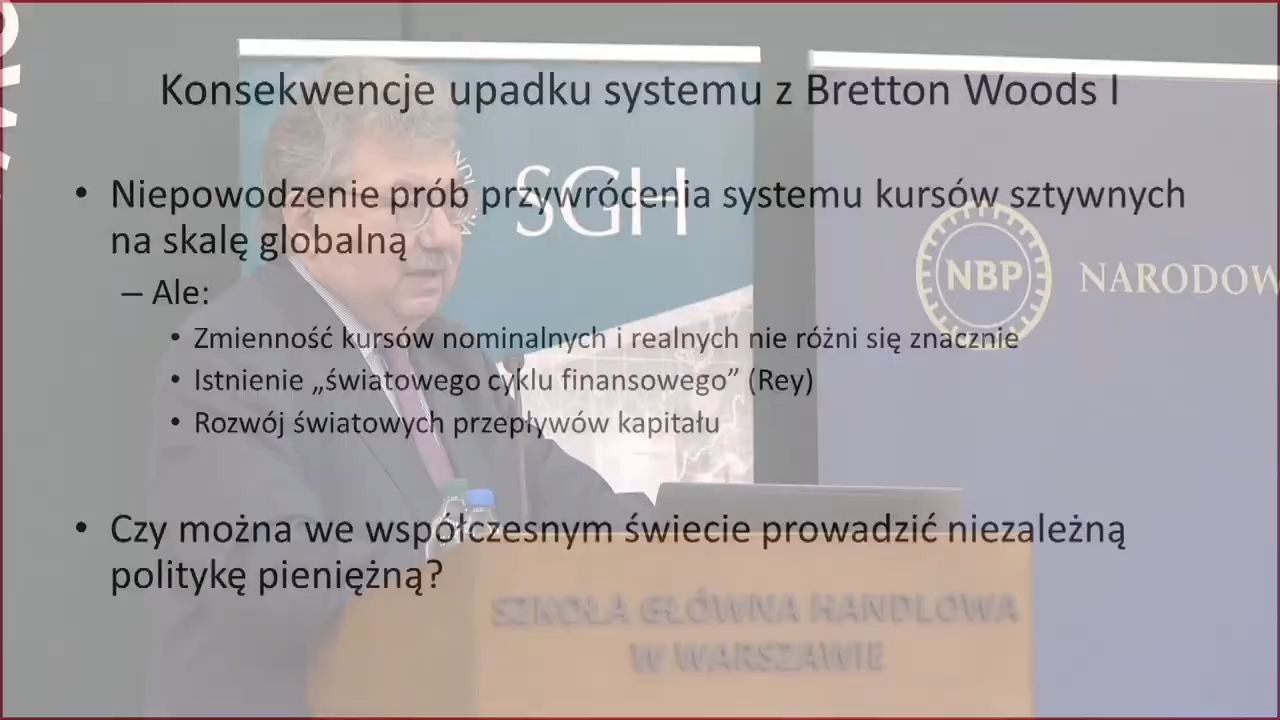 Konsekwencje upadku systemu z Bretton Woods I
• Niepowodzenie prób przywrócenia systemu kursów sztywnych
na skalę globalną
– Ale:
• Zmienność kursów nominalnych i realnych nie różni się znacznie
• Istnienie „światowego cyklu finansowego” (Rey)
• Rozwój światowych przepływów kapitału
• Czy można we współczesnym świecie prowadzić niezależną
politykę pieniężną?
SGH
NBP
NARODOW
SZKOŁA GŁÓWNA HANDLOWA
W WARSZAWIE